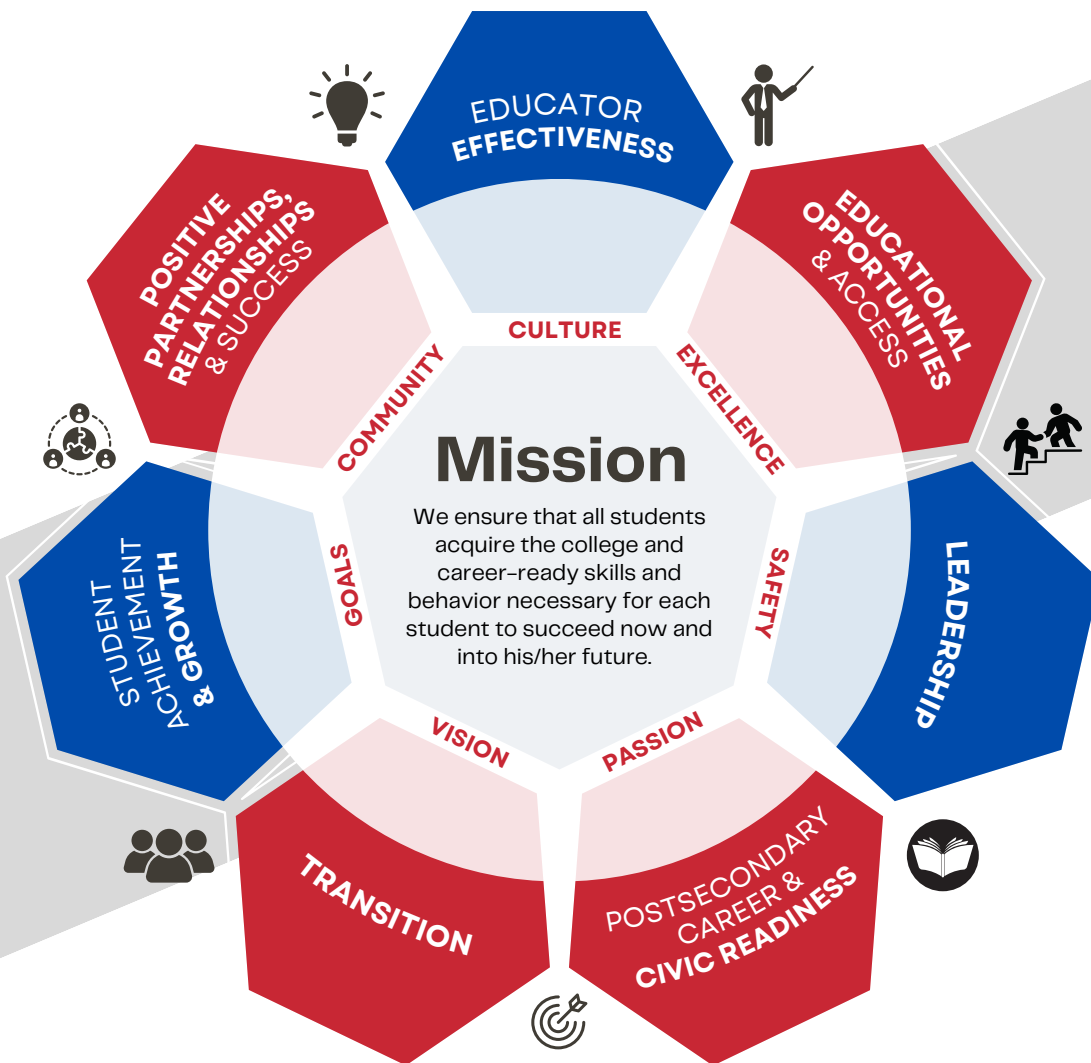 EDUCATOR
EFFECTIVENESS
EDUCATIONAL
OPPORTUNITIES
& ACCESS
LEADERSHIP
POSTSECONDARY
CAREER &
CIVIC READINESS
TRANSITION
STUDENT
ACHIEVEMENT
& GROWTH
POSITIVE
PARTNERSHIPS,
RELATIONSHIPS
& SUCCESS
CULTURE
EXCELLENCE
SAFETY
PASSION
VISION
GOALS
COMMUNITY
Mission
We ensure that all students
acquire the college and
career-ready skills and
behavior necessary for each
student to succeed now and
into his/her future.